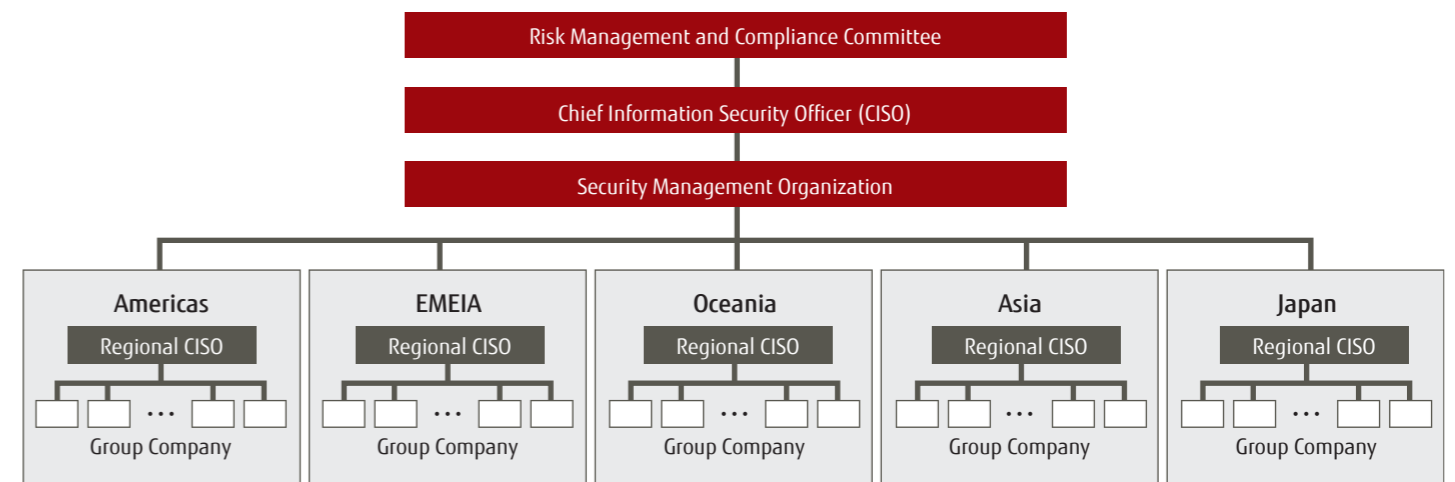 Risk Management and Compliance Committee
Chief Information Security Officer (CISO)
Security Management Organization
Americas
Regional CISO
...
Group Company
EMEIA
Regional CISO
...
Group Company
Oceania
Regional CISO
...
Group Company
Asia
Regional CISO
...
Group Company
Japan
Regional CISO
...
Group Company